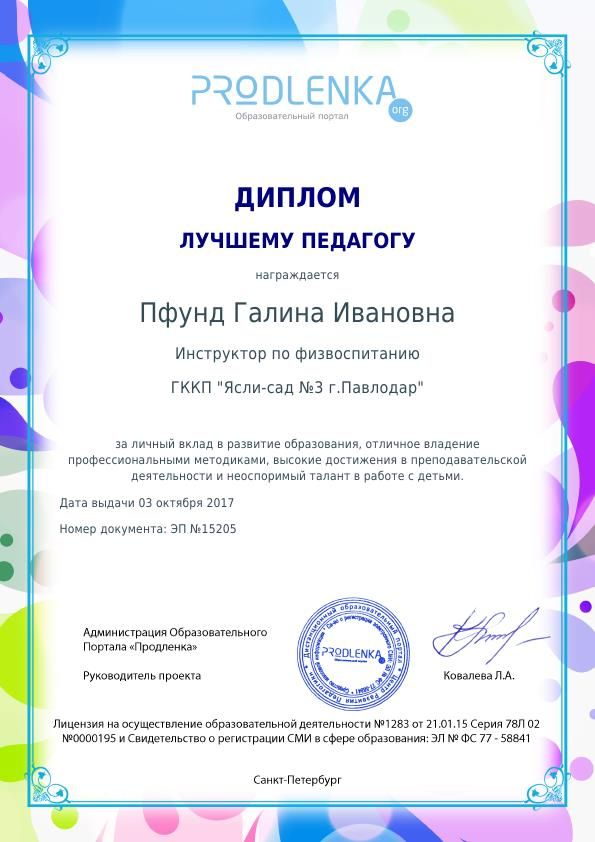 PRODLENKA
org
Образовательный портал
ДИПЛОМ
ЛУЧШЕМУ ПЕДАГОГУ
награждается
Пфунд Галина Ивановна
Инструктор по физвоспитанию
ГККП "Ясли-сад №3 г.Павлодар"
за личный вклад в развитие образования, отличное владение
профессиональными методиками, высокие достижения в преподавательской
деятельности и неоспоримый талант в работе с детьми.
Дата выдачи 03 октября 2017
Номер документа: ЭП №15205
Администрация Образовательного
Портала «Продленка»
Руководитель проекта
PRODLENKA
Ковалева Л.А.
Лицензия на осуществление образовательной деятельности №1283 от 21.01.15 Серия 78Л 02
№0000195 и Свидетельство о регистрации СМИ в сфере образования: ЭЛ № ФС 77 - 58841
Санкт-Петербург